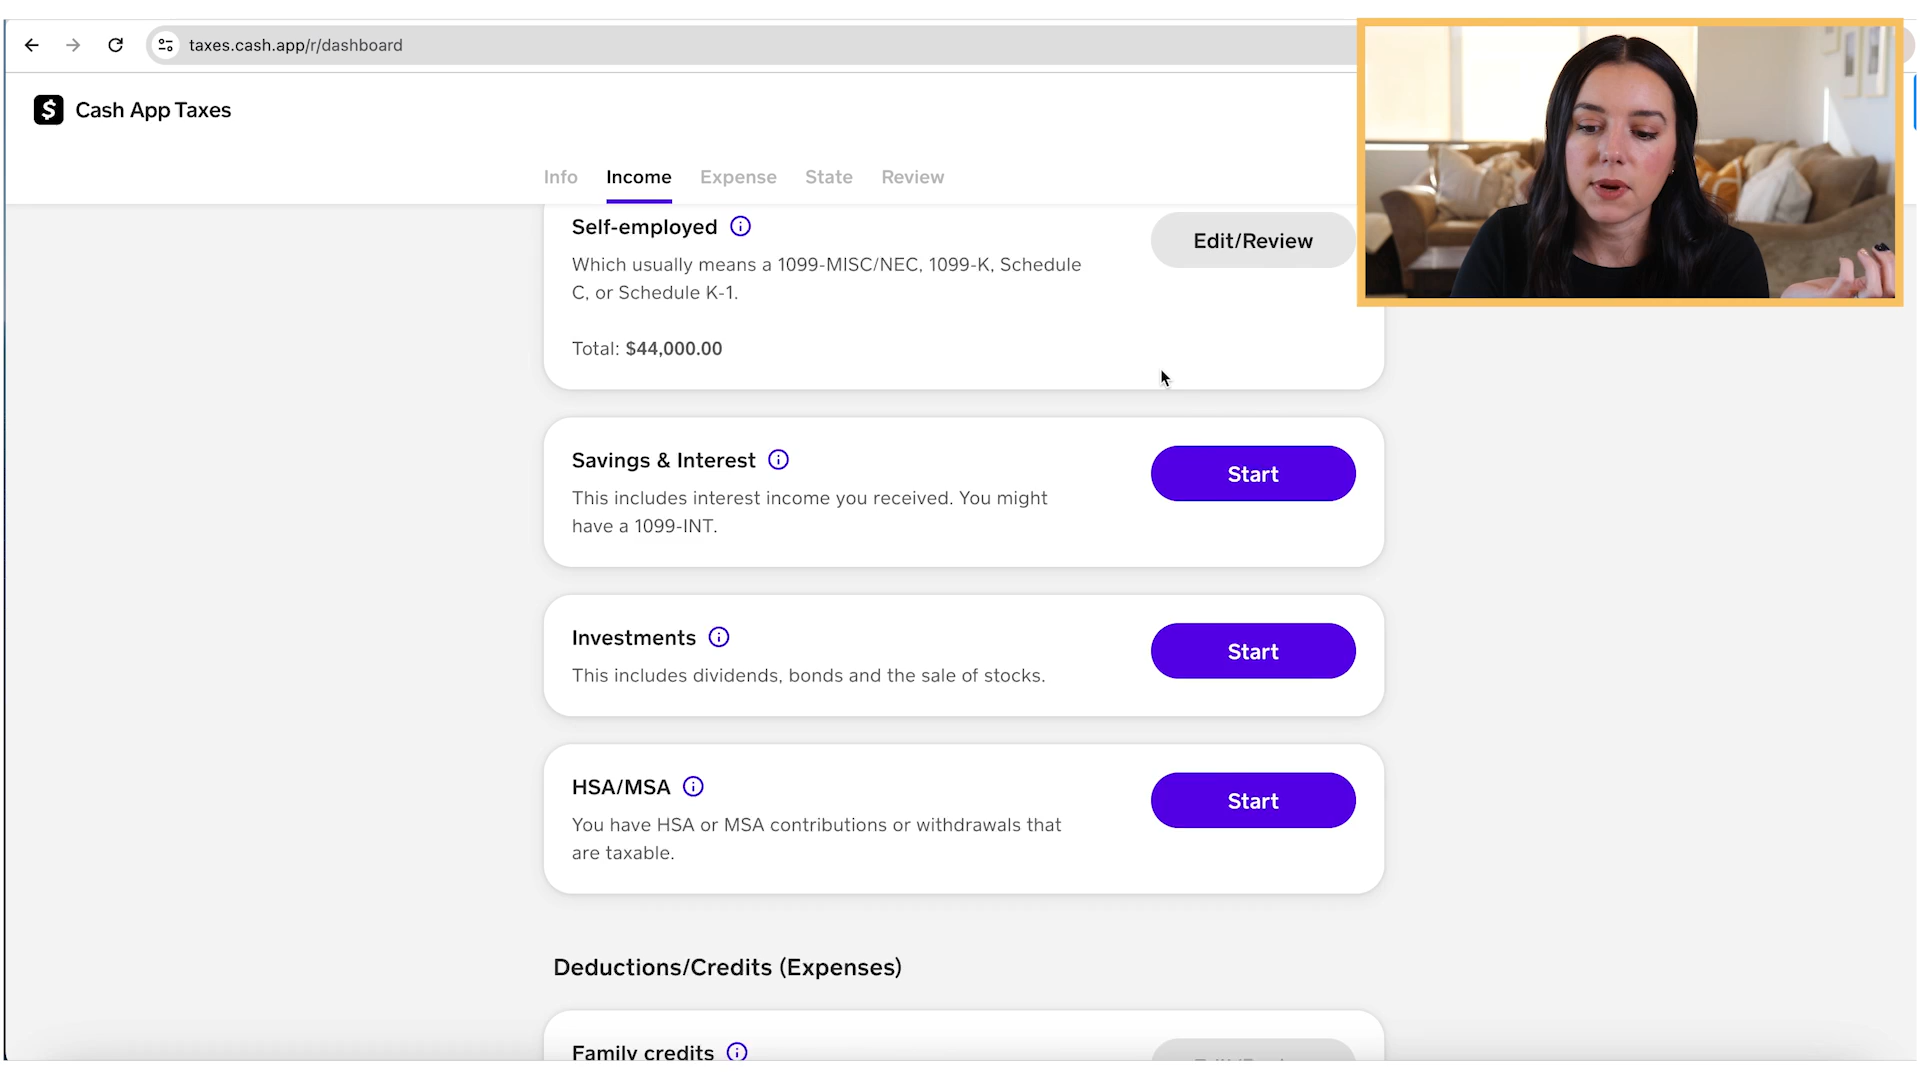 taxes.cash.app/r/dashboard
$ Cash App Taxes
Info Income Expense State Review
Self-employed
Edit/Review
Which usually means a 1099-MISC/NEC, 1099-K, Schedule
C, or Schedule K-1.
Total: $44,000.00
Savings & Interest
Start
This includes interest income you received. You might
have a 1099-INT.
Investments
Start
This includes dividends, bonds and the sale of stocks.
HSA/MSA
Start
You have HSA or MSA contributions or withdrawals that
are taxable.
Deductions/Credits (Expenses)
Family credits